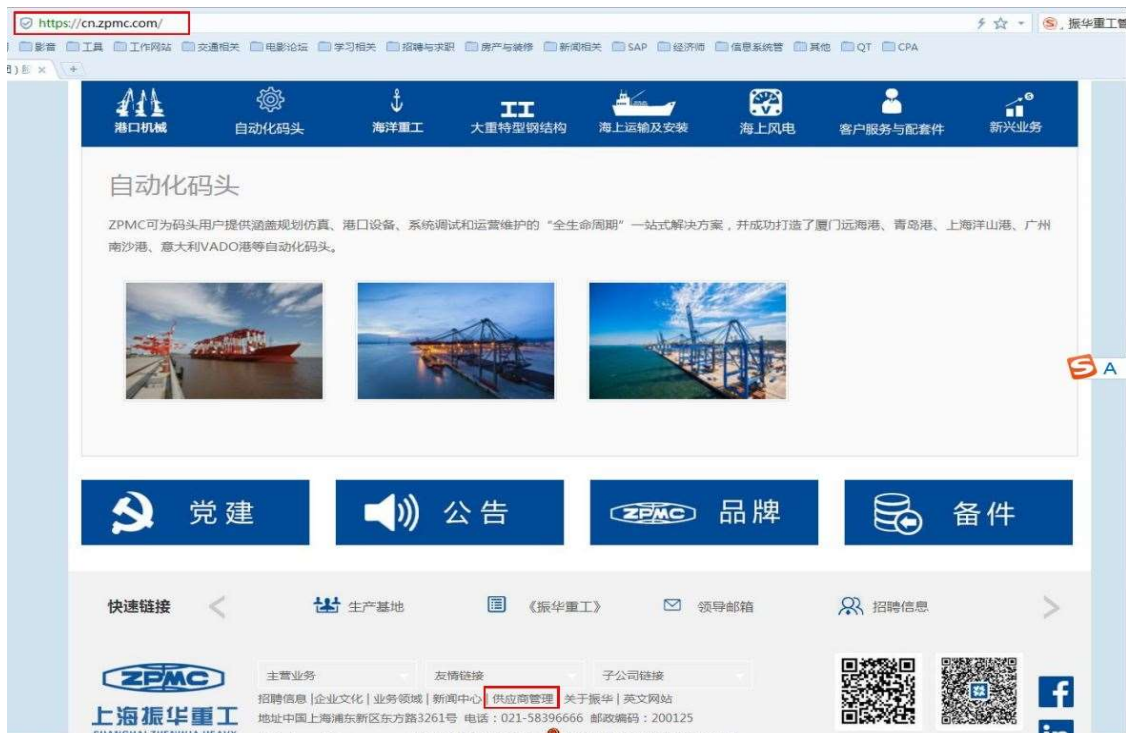 https://cn.zpmc.com/
振华重工管
影音 工具 工作网站 交通相关 电影论坛 学习相关 招聘与求职 房产与装修 新闻相关 SAP 经济师 信息系统管 其他 QT CPA
港口机械 自动化码头 海洋重工 大重特型钢结构 海上运输及安装 海上风电 客户服务与配套件 新兴业务
自动化码头
ZPMC可为码头用户提供涵盖规划仿真、港口设备、系统调试和运营维护的“全生命周期”一站式解决方案,并成功打造了厦门远海港、青岛港、上海洋山港、广州
南沙港、意大利VADO港等自动化码头。
A
党建 公告 ZPMC 品牌 备件
快速链接 生产基地 《振华重工》 领导邮箱 招聘信息
ZPMC
主营业务 友情链接 子公司链接
招聘信息 | 企业文化 | 业务领域 | 新闻中心 | 供应商管理 | 关于振华 | 英文网站
上海振华重工
地址中国上海浦东新区东方路3261号 电话:021-58396666 邮政编码:200125